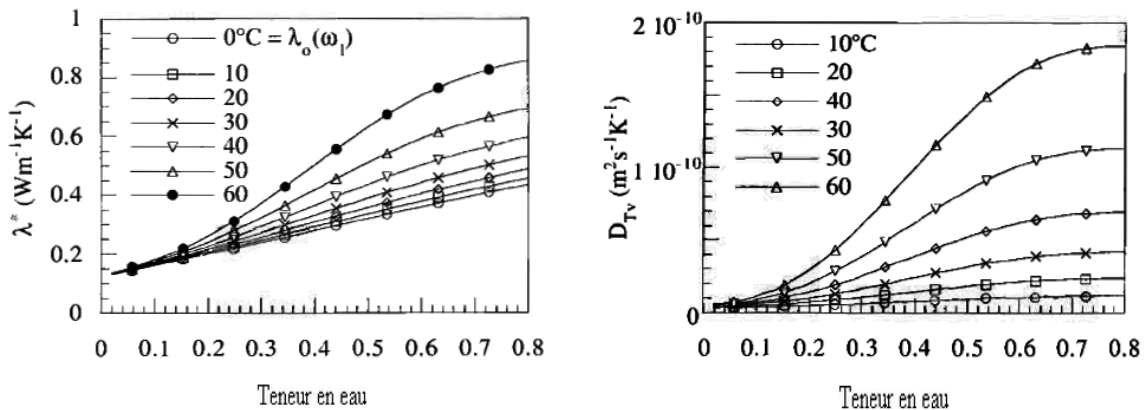 1
0.8
0.6
0.4
0.2
0
λ* (Wm⁻¹K⁻¹)
0°C = λₒ(ωₗ)
10
20
30
40
50
60
0 0.1 0.2 0.3 0.4 0.5 0.6 0.7 0.8
Teneur en eau
2 10⁻¹⁰
1 10⁻¹⁰
0
D_Tv (m²s⁻¹K⁻¹)
10°C
20
40
30
50
60
0 0.1 0.2 0.3 0.4 0.5 0.6 0.7 0.8
Teneur en eau